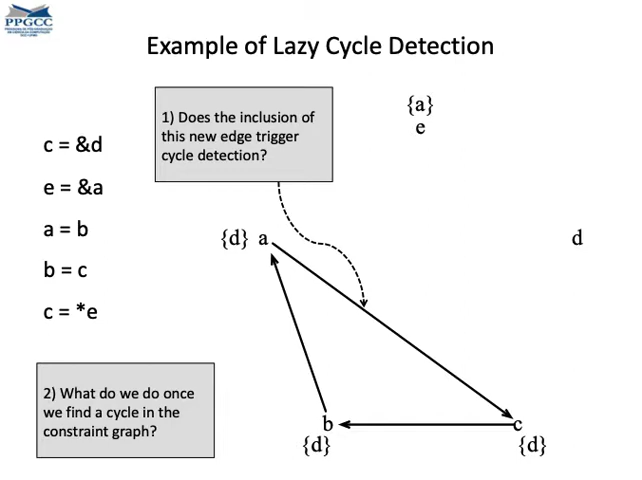 PPGCC
Example of Lazy Cycle Detection
1) Does the inclusion of
this new edge trigger
cycle detection?
{a}
e
c = &d
e = &a
a = b
b = c
c = *e
{d} a
d
2) What do we do once
we find a cycle in the
constraint graph?
b
{d}
c
{d}